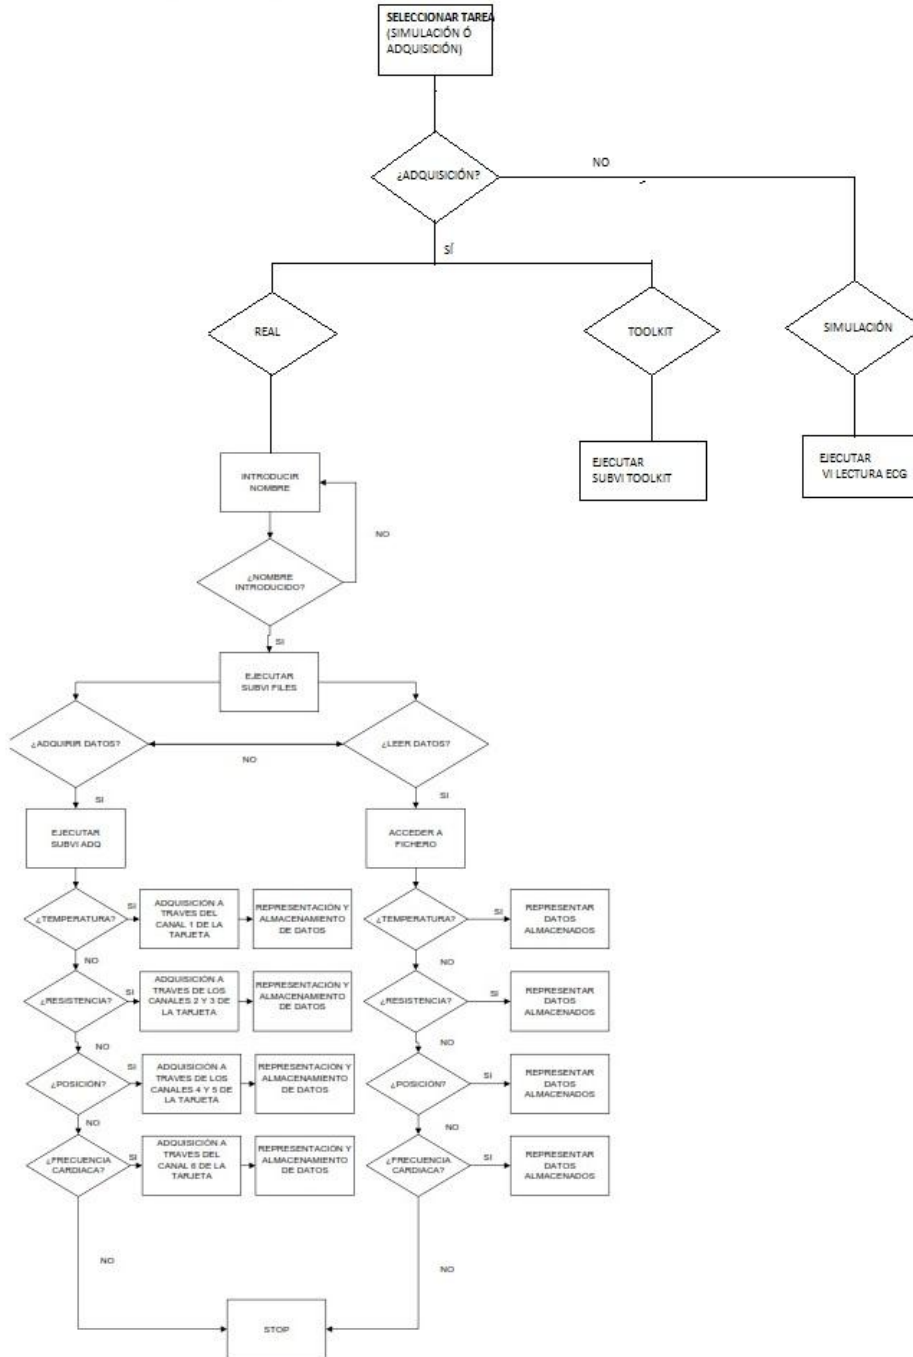 SELECCIONAR TAREA
(SIMULACIÓN Ó
ADQUISICIÓN)
¿ADQUISICIÓN?
NO
SÍ
REAL
TOOLKIT
SIMULACIÓN
EJECUTAR
SUBVI TOOLKIT
EJECUTAR
VI LECTURA ECG
INTRODUCIR
NOMBRE
NO
¿NOMBRE
INTRODUCIDO?
SI
EJECUTAR
SUBVI FILES
¿ADQUIRIR DATOS?
NO
¿LEER DATOS?
SI
SI
EJECUTAR
SUBVI ADQ
ACCEDER A
FICHERO
¿TEMPERATURA?
SI
ADQUISICIÓN A
TRAVES DEL
CANAL 1 DE LA
TARJETA
REPRESENTACIÓN Y
ALMACENAMIENTO
DE DATOS
¿TEMPERATURA?
SI
REPRESENTAR
DATOS
ALMACENADOS
NO
NO
¿RESISTENCIA?
SI
ADQUISICIÓN A
TRAVES DE LOS
CANALES 2 Y 3 DE
LA TARJETA
REPRESENTACIÓN Y
ALMACENAMIENTO
DE DATOS
¿RESISTENCIA?
SI
REPRESENTAR
DATOS
ALMACENADOS
NO
NO
¿POSICIÓN?
SI
ADQUISICIÓN A
TRAVES DE LOS
CANALES 4 Y 5 DE
LA TARJETA
REPRESENTACIÓN Y
ALMACENAMIENTO
DE DATOS
¿POSICIÓN?
SI
REPRESENTAR
DATOS
ALMACENADOS
NO
NO
¿FRECUENCIA
CARDIACA?
SI
ADQUISICIÓN A
TRAVES DEL
CANAL 6 DE LA
TARJETA
REPRESENTACIÓN Y
ALMACENAMIENTO
DE DATOS
¿FRECUENCIA
CARDIACA?
SI
REPRESENTAR
DATOS
ALMACENADOS
NO
NO
STOP